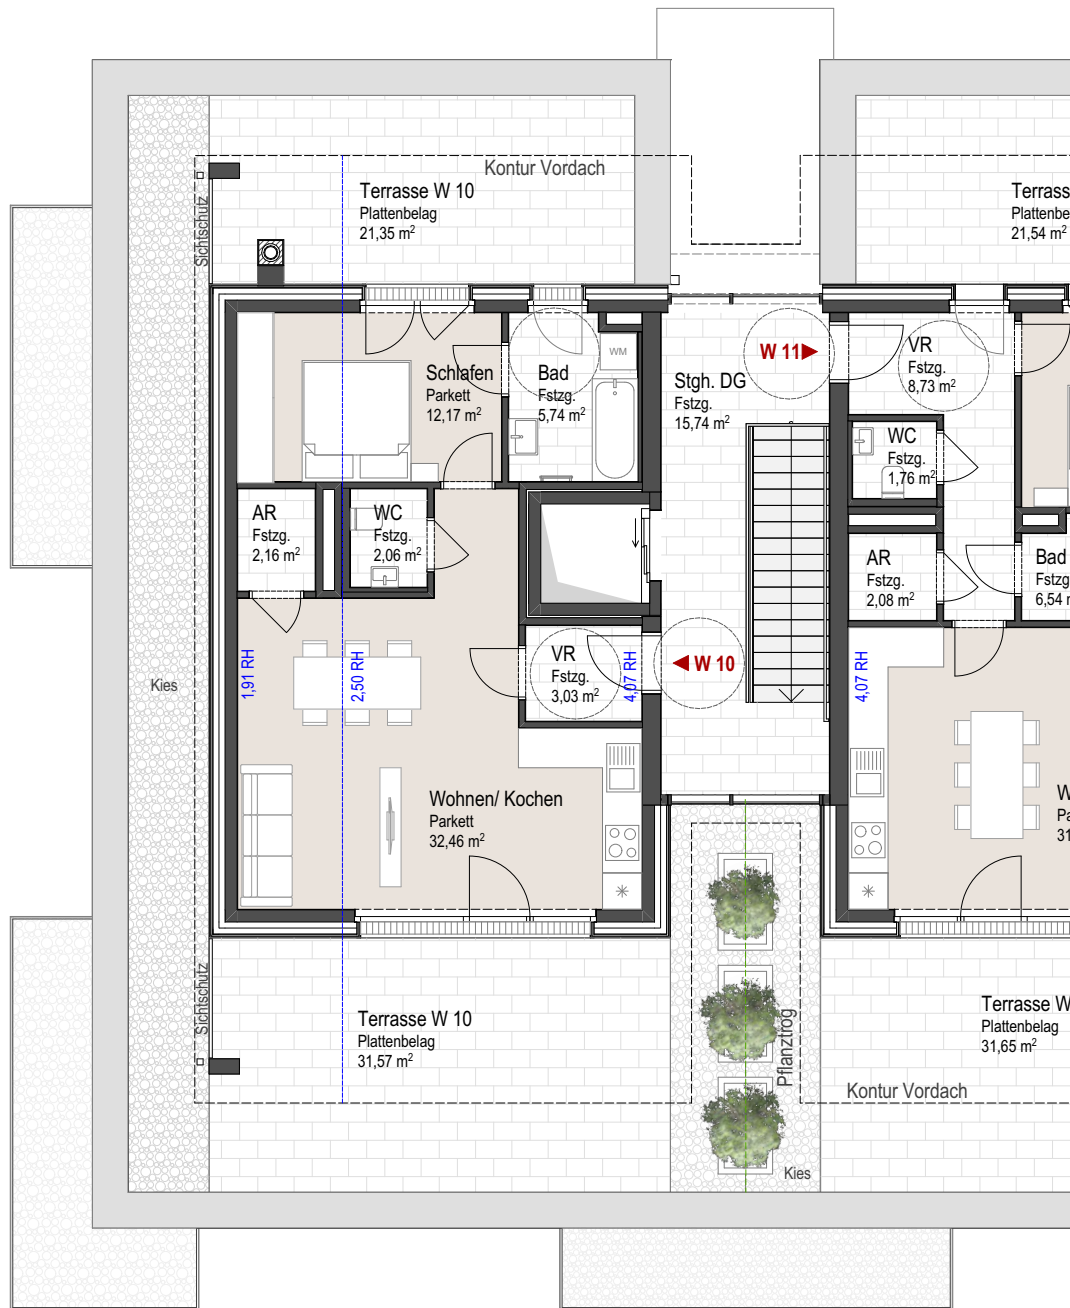 Kontur Vordach
Terrasse W 10
Plattenbelag
21,35 m²
Terrass
Plattenbe
21,54 m²
Sichtschutz
W 11
VR
Fstzg.
8,73 m²
WM
Schlafen
Parkett
12,17 m²
Bad
Fstzg.
5,74 m²
Stgh. DG
Fstzg.
15,74 m²
WC
Fstzg.
1,76 m²
AR
Fstzg.
2,16 m²
WC
Fstzg.
2,06 m²
AR
Fstzg.
2,08 m²
Bad
Fstzg
6,54 m
Kies
1,91 RH
2,50 RH
VR
Fstzg.
3,03 m²
4,07 RH
W 10
4,07 RH
Wohnen/ Kochen
Parkett
32,46 m²
W
Pa
31
Sichtschutz
Terrasse W 10
Plattenbelag
31,57 m²
Pflanztrog
Terrasse W
Plattenbelag
31,65 m²
Kontur Vordach
Kies